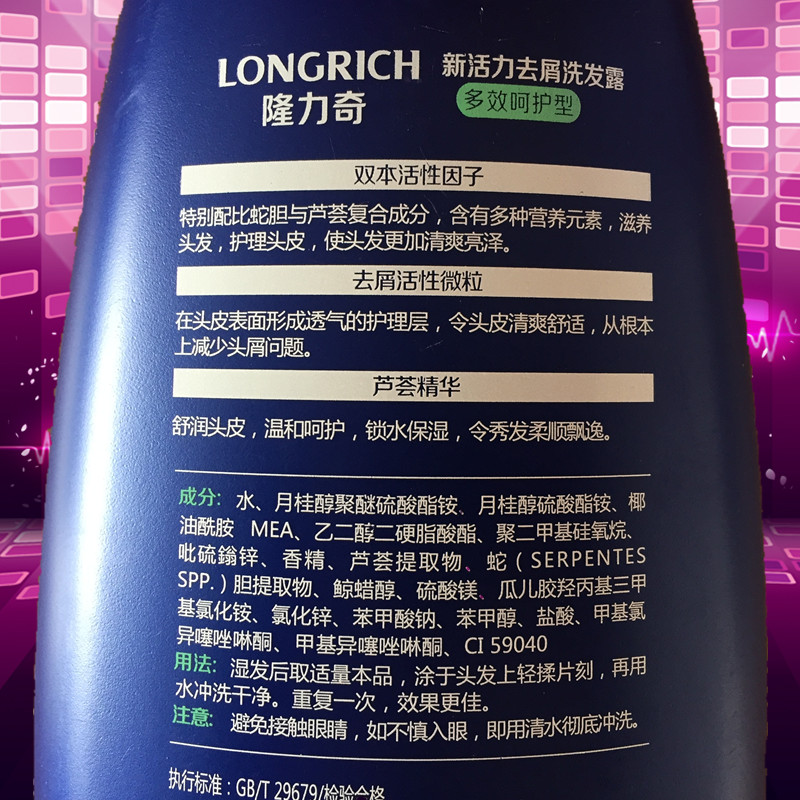 LONGRICH 新活力去屑洗发露
隆力奇 多效呵护型
双本活性因子
特别配比蛇胆与芦荟复合成分，含有多种营养元素，滋养
头发，护理头皮，使头发更加清爽亮泽。
去屑活性微粒
在头皮表面形成透气的护理层，令头皮清爽舒适，从根本
上减少头屑问题。
芦荟精华
舒润头皮，温和呵护，锁水保湿，令秀发柔顺飘逸。
成分：水、月桂醇聚醚硫酸酯铵、月桂醇硫酸酯铵、椰
油酰胺 MEA、乙二醇二硬脂酸酯、聚二甲基硅氧烷、
吡硫鎓锌、香精、芦荟提取物、蛇（SERPENTES
SPP.）胆提取物、鲸蜡醇、硫酸镁、瓜儿胶羟丙基三甲
基氯化铵、氯化锌、苯甲酸钠、苯甲醇、盐酸、甲基氯
异噻唑啉酮、甲基异噻唑啉酮、CI 59040
用法：湿发后取适量本品，涂于头发上轻揉片刻，再用
水冲洗干净。重复一次，效果更佳。
注意：避免接触眼睛，如不慎入眼，即用清水彻底冲洗。
执行标准：GB/T 29679/检验合格